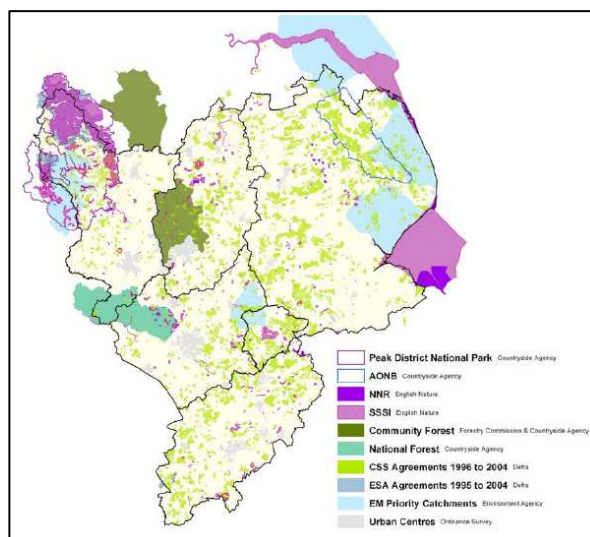 Peak District National Park Countryside Agency
AONB Countryside Agency
NNR English Nature
SSSI English Nature
Community Forest Forestry Commission & Countryside Agency
National Forest Countryside Agency
CSS Agreements 1996 to 2004 Defra
ESA Agreements 1995 to 2004 Defra
EM Priority Catchments Environment Agency
Urban Centres Ordinance Survey